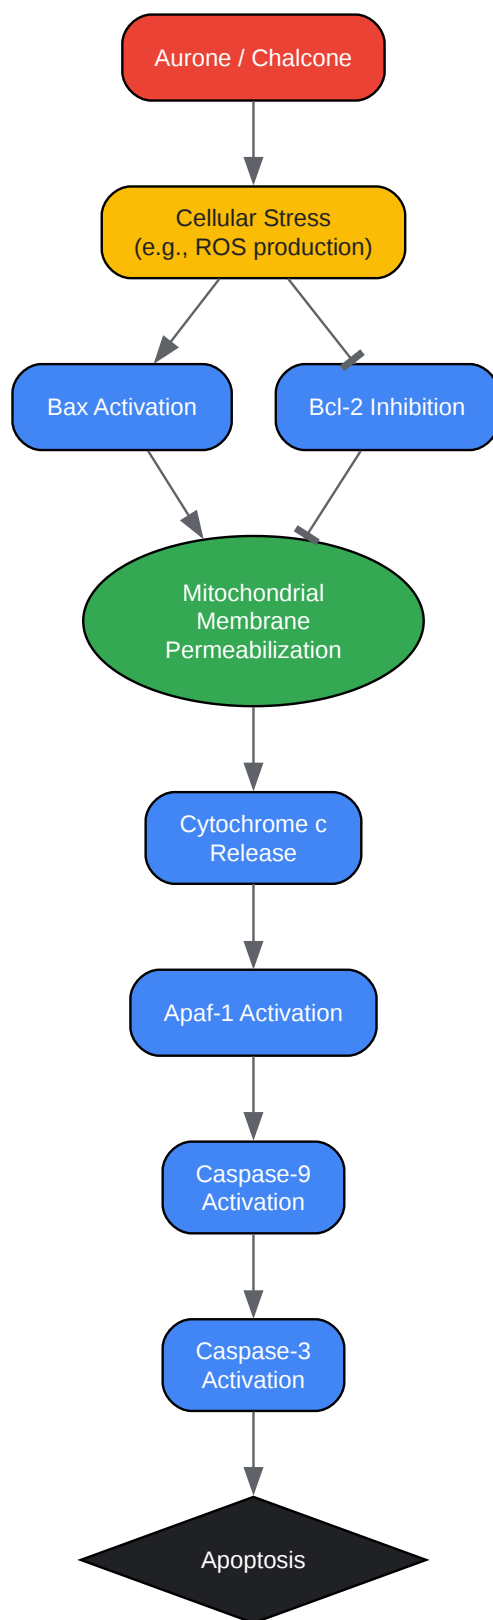 Aurone / Chalcone
Cellular Stress
(e.g., ROS production)
Bax Activation
Bcl-2 Inhibition
Mitochondrial
Membrane
Permeabilization
Cytochrome c
Release
Apaf-1 Activation
Caspase-9
Activation
Caspase-3
Activation
Apoptosis